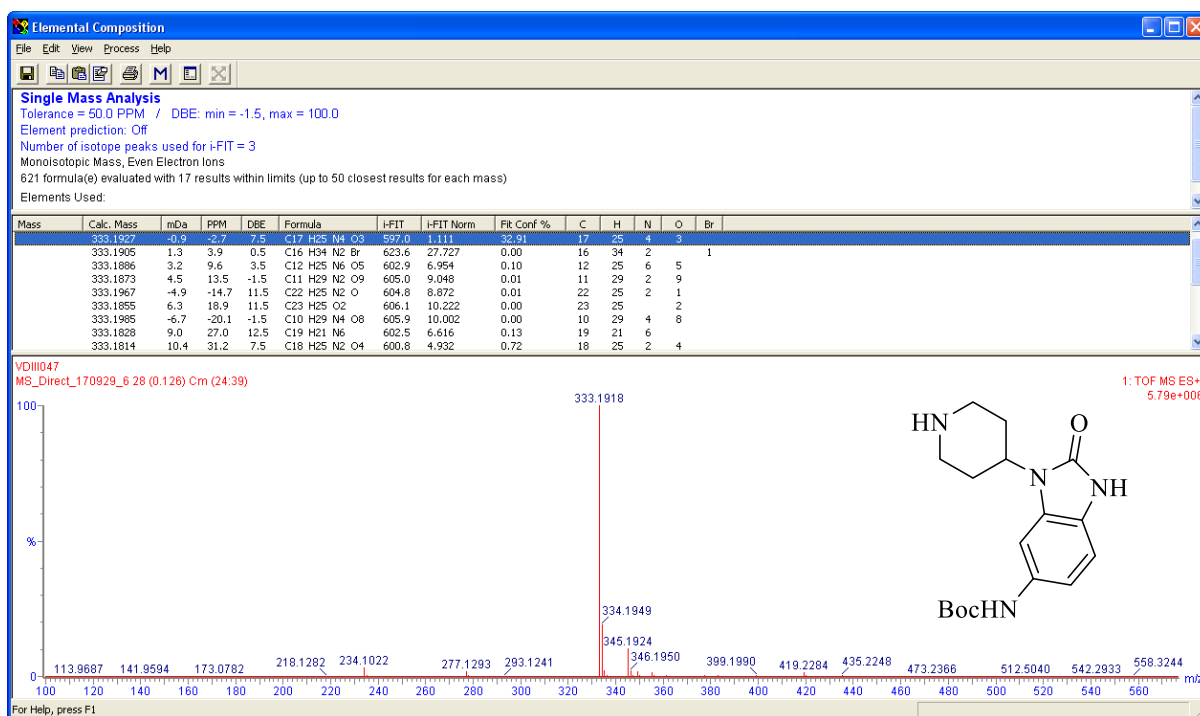 Elemental Composition
File Edit View Process Help
M
Single Mass Analysis
Tolerance = 50.0 PPM / DBE: min = -1.5, max = 100.0
Element prediction: Off
Number of isotope peaks used for i-FIT = 3
Monoisotopic Mass, Even Electron Ions
621 formula(e) evaluated with 17 results within limits (up to 50 closest results for each mass)
Elements Used:
Mass Calc. Mass mDa PPM DBE Formula i-FIT i-FIT Norm Fit Conf % C H N O Br
333.1927 -0.9 -2.7 7.5 C17 H25 N4 O3 597.0 1.111 32.91 17 25 4 3
333.1905 1.3 3.9 0.5 C16 H34 N2 Br 623.6 27.727 0.00 16 34 2 1
333.1886 3.2 9.6 3.5 C12 H25 N6 O5 602.9 6.954 0.10 12 25 6 5
333.1873 4.5 13.5 -1.5 C11 H29 N2 O9 605.0 9.048 0.01 11 29 2 9
333.1967 -4.9 -14.7 11.5 C22 H25 N2 O 604.8 8.872 0.01 22 25 2 1
333.1855 6.3 18.9 11.5 C23 H25 O2 606.1 10.222 0.00 23 25 2
333.1985 -6.7 -20.1 -1.5 C10 H29 N4 O8 605.9 10.002 0.00 10 29 4 8
333.1828 9.0 27.0 12.5 C19 H21 N6 602.5 6.616 0.13 19 21 6
333.1814 10.4 31.2 7.5 C18 H25 N2 O4 600.8 4.932 0.72 18 25 2 4
VDIII047
MS_Direct_170929_6 28 (0.126) Cm (24:39)
1: TOF MS ES+
5.79e+006
100
333.1918
HN
O
N
NH
BocHN
%
334.1949
345.1924
346.1950
113.9687 141.9594 173.0782 218.1282 234.1022 277.1293 293.1241 399.1990 419.2284 435.2248 473.2366 512.5040 542.2933 558.3244
0
100 120 140 160 180 200 220 240 260 280 300 320 340 360 380 400 420 440 460 480 500 520 540 560 m/z
For Help, press F1